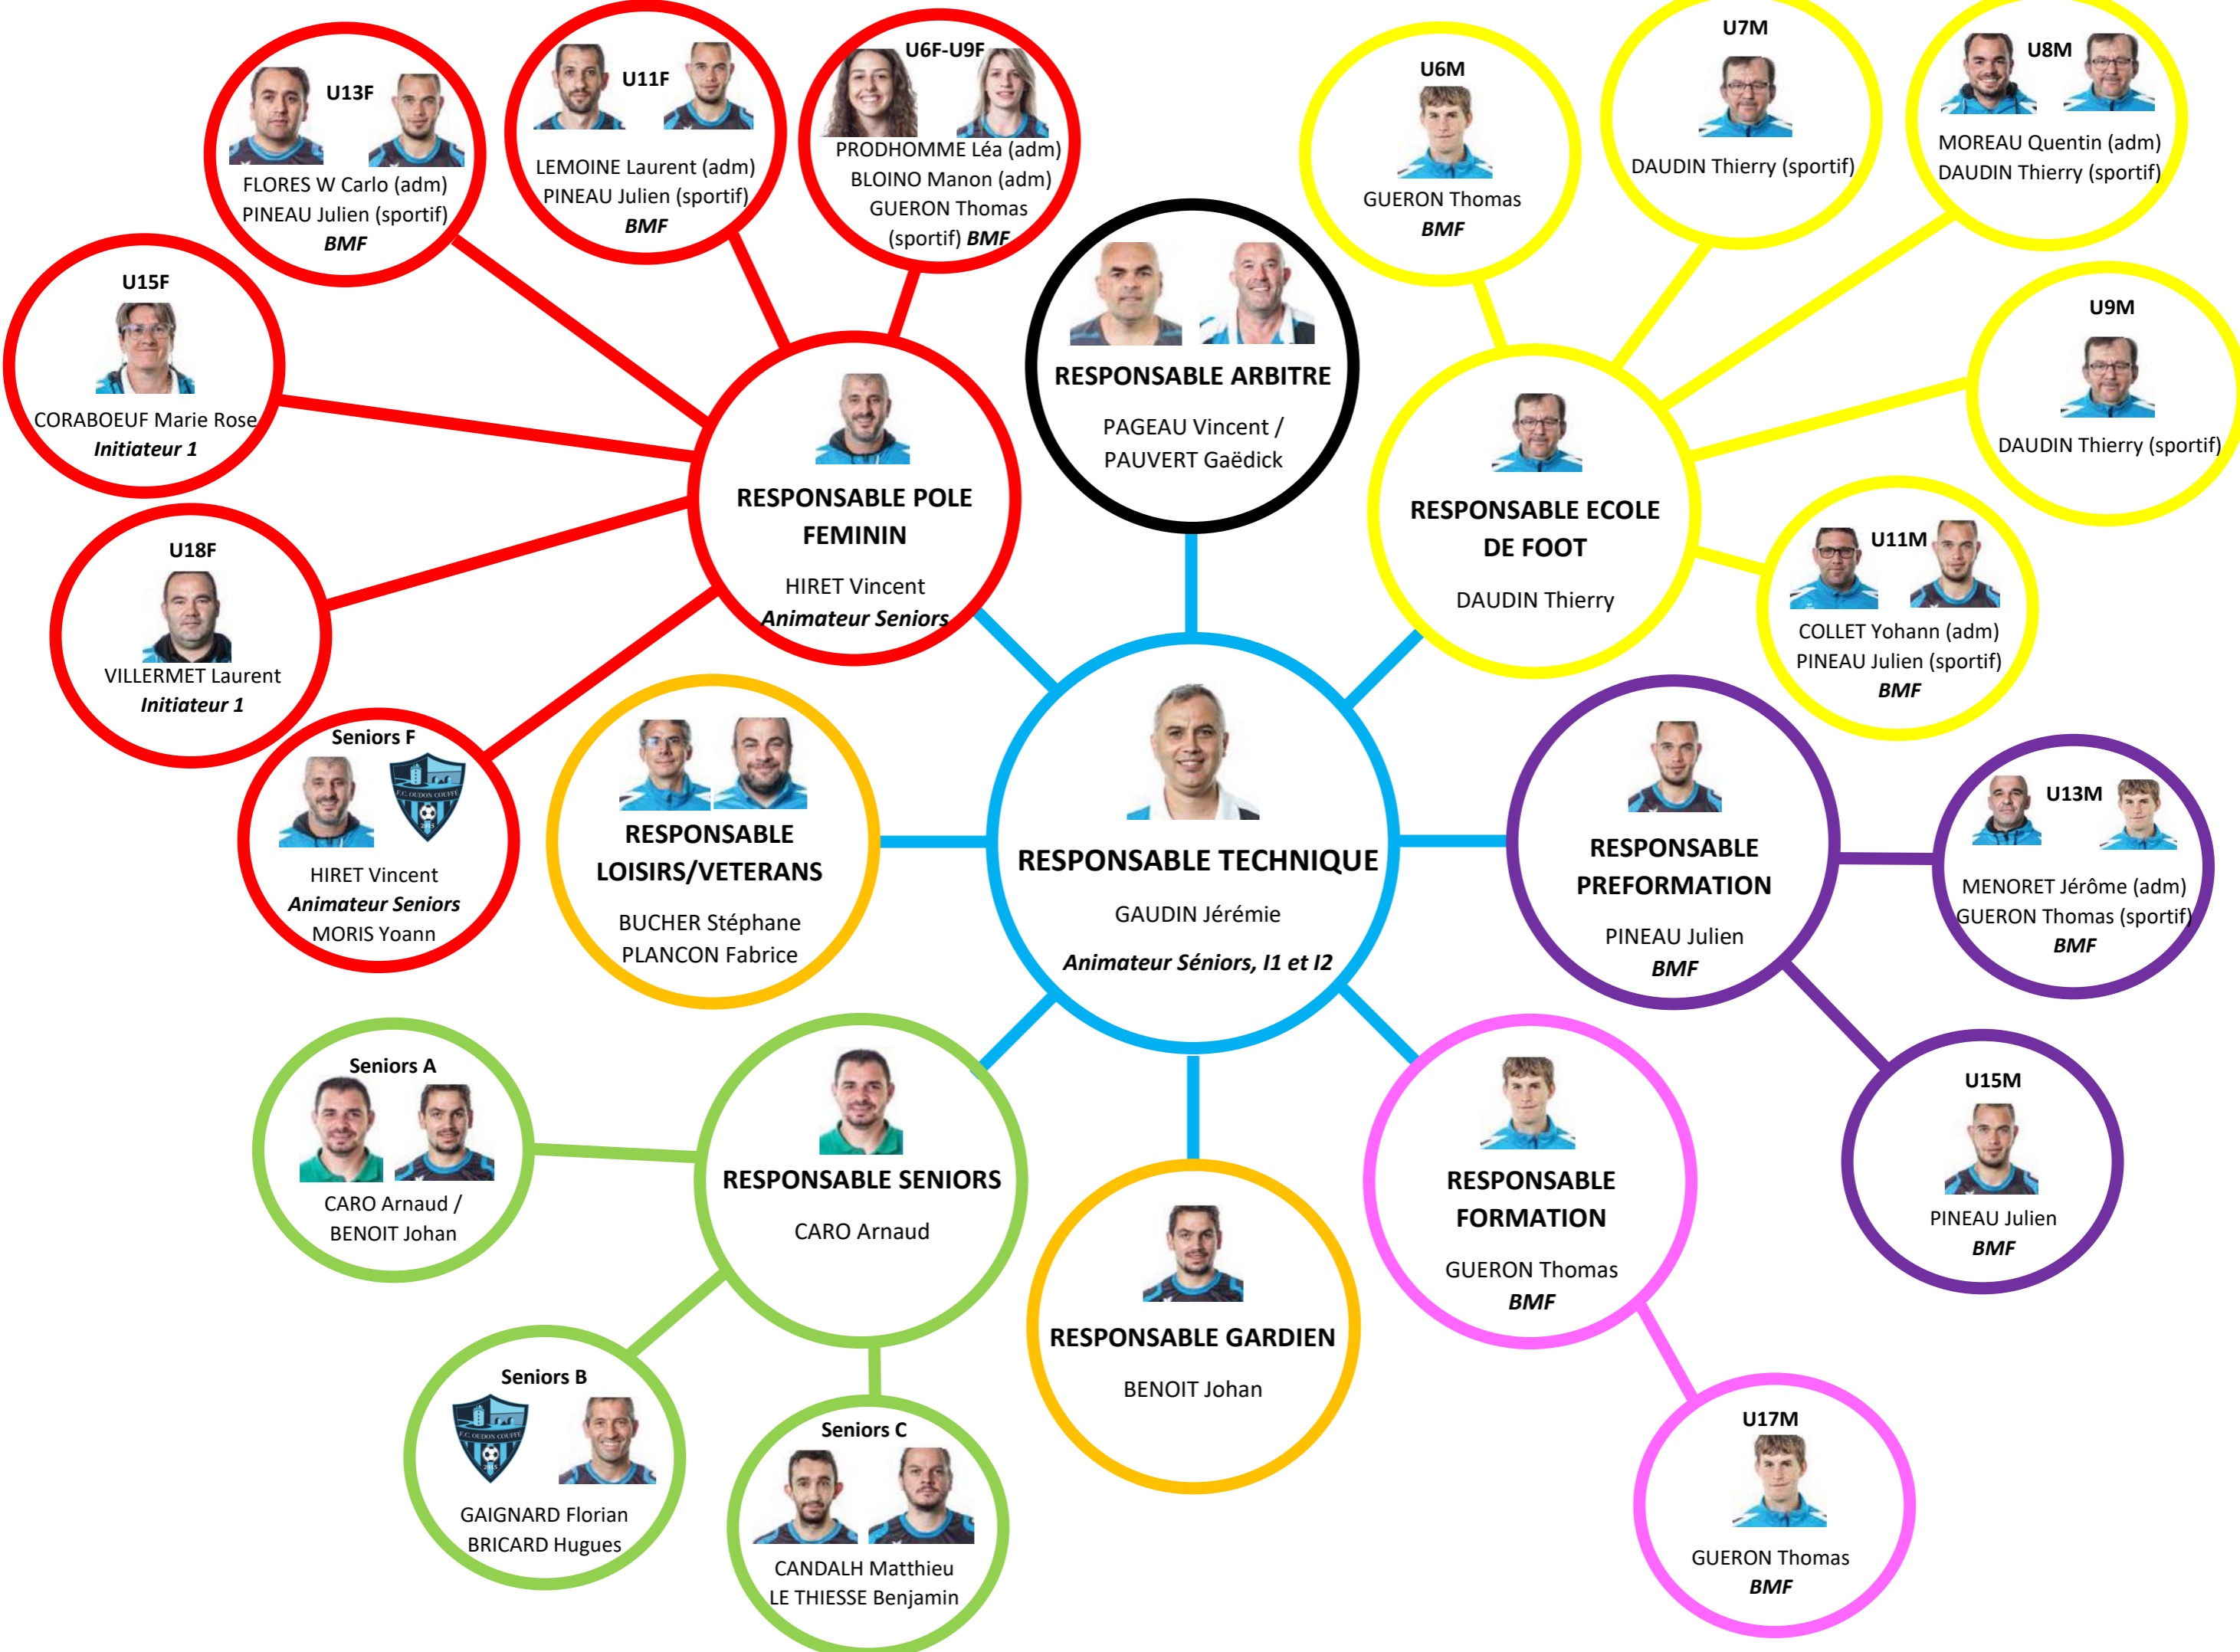 U13F
FLORES W Carlo (adm)
PINEAU Julien (sportif)
BMF
U11F
LEMOINE Laurent (adm)
PINEAU Julien (sportif)
BMF
U6F-U9F
PRODHOMME Léa (adm)
BLOINO Manon (adm)
GUERON Thomas
(sportif) BMF
U6M
GUERON Thomas
BMF
U7M
DAUDIN Thierry (sportif)
U8M
MOREAU Quentin (adm)
DAUDIN Thierry (sportif)
U15F
CORABOEUF Marie Rose
Initiateur 1
RESPONSABLE ARBITRE
PAGEAU Vincent /
PAUVERT Gaëdick
U9M
DAUDIN Thierry (sportif)
RESPONSABLE POLE
FEMININ
HIRET Vincent
Animateur Seniors
RESPONSABLE ECOLE
DE FOOT
DAUDIN Thierry
U18F
VILLERMET Laurent
Initiateur 1
U11M
COLLET Yohann (adm)
PINEAU Julien (sportif)
BMF
Seniors F
F.C. OUDON COUFFÉ
2015
HIRET Vincent
Animateur Seniors
MORIS Yoann
RESPONSABLE
LOISIRS/VETERANS
BUCHER Stéphane
PLANCON Fabrice
RESPONSABLE TECHNIQUE
GAUDIN Jérémie
Animateur Séniors, I1 et I2
RESPONSABLE
PREFORMATION
PINEAU Julien
BMF
U13M
MENORET Jérôme (adm)
GUERON Thomas (sportif)
BMF
Seniors A
CARO Arnaud /
BENOIT Johan
RESPONSABLE SENIORS
CARO Arnaud
RESPONSABLE
FORMATION
GUERON Thomas
BMF
U15M
PINEAU Julien
BMF
RESPONSABLE GARDIEN
BENOIT Johan
Seniors B
F.C. OUDON COUFFÉ
2015
GAIGNARD Florian
BRICARD Hugues
Seniors C
CANDALH Matthieu
LE THIESSE Benjamin
U17M
GUERON Thomas
BMF